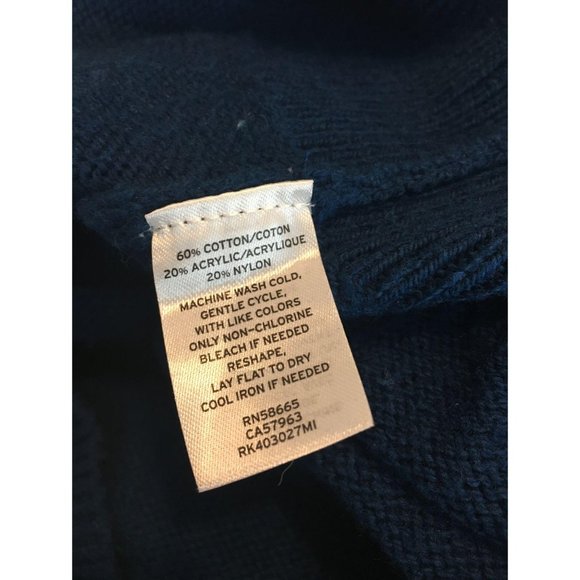 60% COTTON/COTON
20% ACRYLIC/ACRYLIQUE
20% NYLON
MACHINE WASH COLD,
GENTLE CYCLE,
WITH LIKE COLORS
ONLY NON-CHLORINE
BLEACH IF NEEDED
RESHAPE,
LAY FLAT TO DRY
COOL IRON IF NEEDED
RN58665
CA57963
RK403027MI